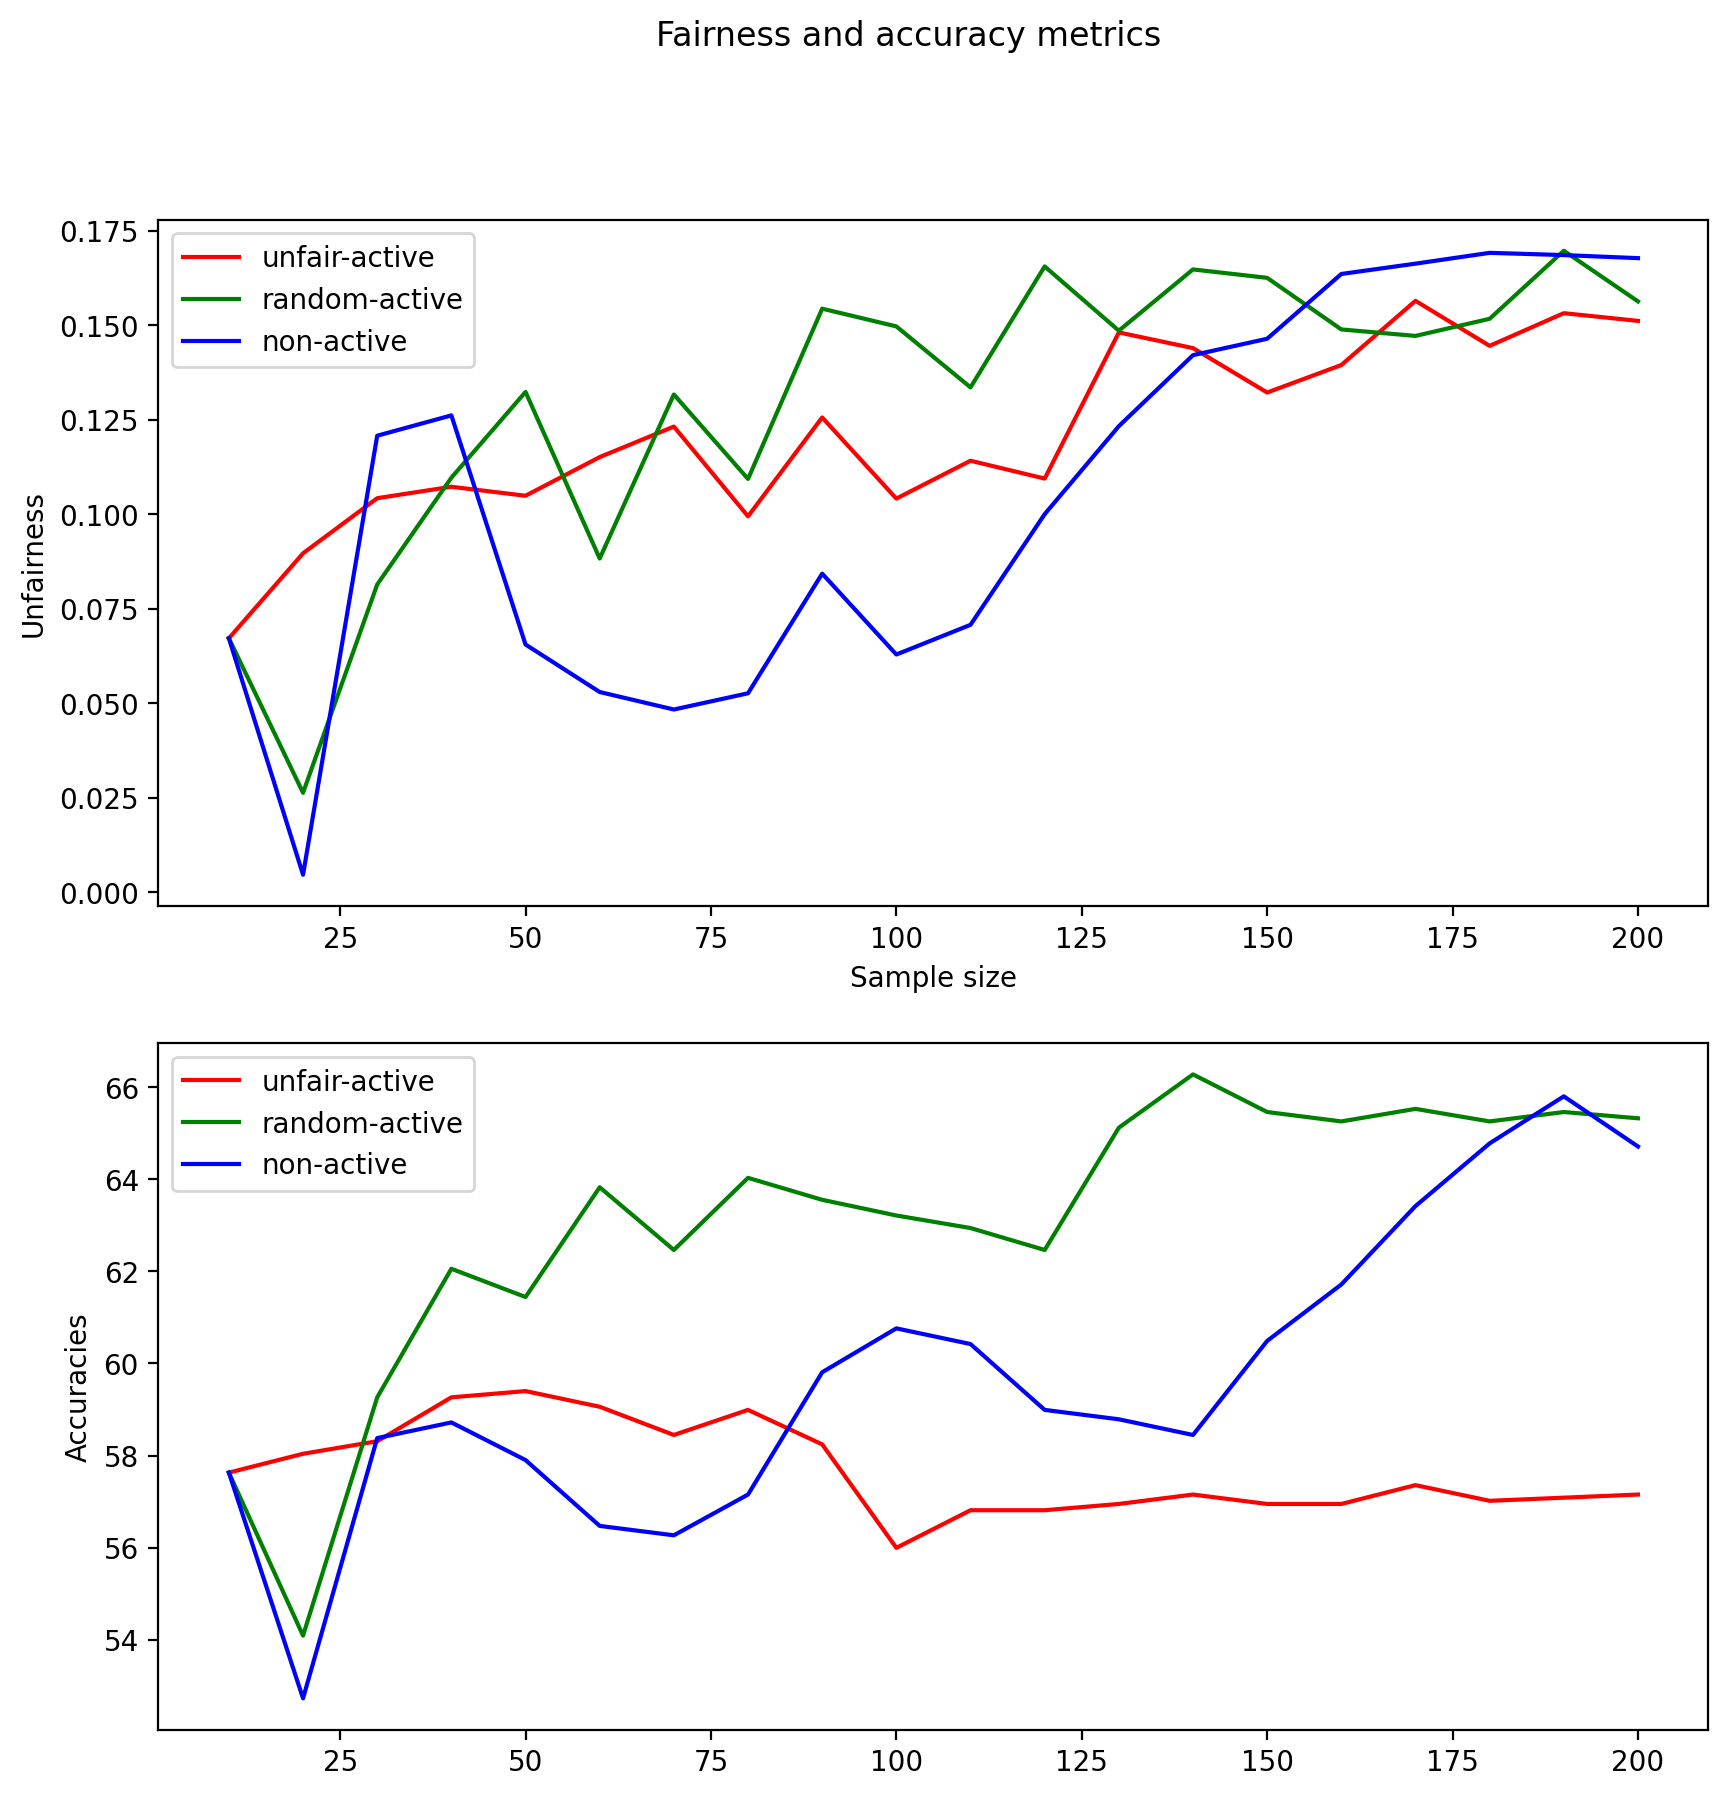 Fairness and accuracy metrics
0.175
0.150
0.125
0.100
0.075
0.050
0.025
0.000
Unfairness
unfair-active
random-active
non-active
25 50 75 100 125 150 175 200
Sample size
66
64
62
60
58
56
54
Accuracies
unfair-active
random-active
non-active
25 50 75 100 125 150 175 200